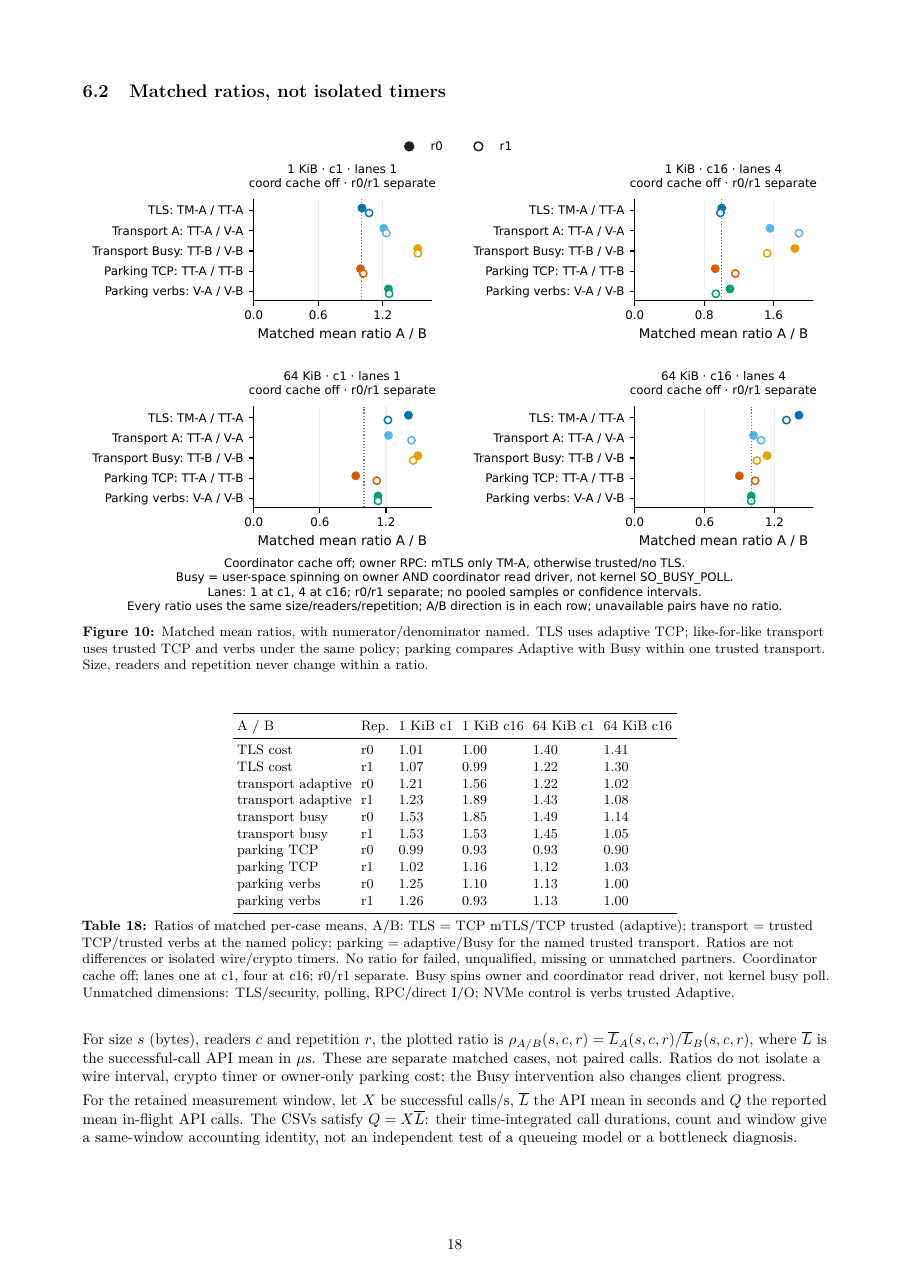 6.2 Matched ratios, not isolated timers
r0 r1
1 KiB · c1 · lanes 1
coord cache off · r0/r1 separate
TLS: TM-A / TT-A
Transport A: TT-A / V-A
Transport Busy: TT-B / V-B
Parking TCP: TT-A / TT-B
Parking verbs: V-A / V-B
0.0 0.6 1.2
Matched mean ratio A / B
1 KiB · c16 · lanes 4
coord cache off · r0/r1 separate
TLS: TM-A / TT-A
Transport A: TT-A / V-A
Transport Busy: TT-B / V-B
Parking TCP: TT-A / TT-B
Parking verbs: V-A / V-B
0.0 0.8 1.6
Matched mean ratio A / B
64 KiB · c1 · lanes 1
coord cache off · r0/r1 separate
TLS: TM-A / TT-A
Transport A: TT-A / V-A
Transport Busy: TT-B / V-B
Parking TCP: TT-A / TT-B
Parking verbs: V-A / V-B
0.0 0.6 1.2
Matched mean ratio A / B
64 KiB · c16 · lanes 4
coord cache off · r0/r1 separate
TLS: TM-A / TT-A
Transport A: TT-A / V-A
Transport Busy: TT-B / V-B
Parking TCP: TT-A / TT-B
Parking verbs: V-A / V-B
0.0 0.6 1.2
Matched mean ratio A / B
Coordinator cache off; owner RPC: mTLS only TM-A, otherwise trusted/no TLS.
Busy = user-space spinning on owner AND coordinator read driver, not kernel SO_BUSY_POLL.
Lanes: 1 at c1, 4 at c16; r0/r1 separate; no pooled samples or confidence intervals.
Every ratio uses the same size/readers/repetition; A/B direction is in each row; unavailable pairs have no ratio.
Figure 10: Matched mean ratios, with numerator/denominator named. TLS uses adaptive TCP; like-for-like transport
uses trusted TCP and verbs under the same policy; parking compares Adaptive with Busy within one trusted transport.
Size, readers and repetition never change within a ratio.
A / B Rep. 1 KiB c1 1 KiB c16 64 KiB c1 64 KiB c16
TLS cost r0 1.01 1.00 1.40 1.41
TLS cost r1 1.07 0.99 1.22 1.30
transport adaptive r0 1.21 1.56 1.22 1.02
transport adaptive r1 1.23 1.89 1.43 1.08
transport busy r0 1.53 1.85 1.49 1.14
transport busy r1 1.53 1.53 1.45 1.05
parking TCP r0 0.99 0.93 0.93 0.90
parking TCP r1 1.02 1.16 1.12 1.03
parking verbs r0 1.25 1.10 1.13 1.00
parking verbs r1 1.26 0.93 1.13 1.00
Table 18: Ratios of matched per-case means, A/B: TLS = TCP mTLS/TCP trusted (adaptive); transport = trusted
TCP/trusted verbs at the named policy; parking = adaptive/Busy for the named trusted transport. Ratios are not
differences or isolated wire/crypto timers. No ratio for failed, unqualified, missing or unmatched partners. Coordinator
cache off; lanes one at c1, four at c16; r0/r1 separate. Busy spins owner and coordinator read driver, not kernel busy poll.
Unmatched dimensions: TLS/security, polling, RPC/direct I/O; NVMe control is verbs trusted Adaptive.
For size s (bytes), readers c and repetition r, the plotted ratio is ρ_{A/B}(s, c, r) = L̅_A(s, c, r)/L̅_B(s, c, r), where L̅ is
the successful-call API mean in µs. These are separate matched cases, not paired calls. Ratios do not isolate a
wire interval, crypto timer or owner-only parking cost; the Busy intervention also changes client progress.
For the retained measurement window, let X be successful calls/s, L̅ the API mean in seconds and Q the reported
mean in-flight API calls. The CSVs satisfy Q = XL̅: their time-integrated call durations, count and window give
a same-window accounting identity, not an independent test of a queueing model or a bottleneck diagnosis.
18